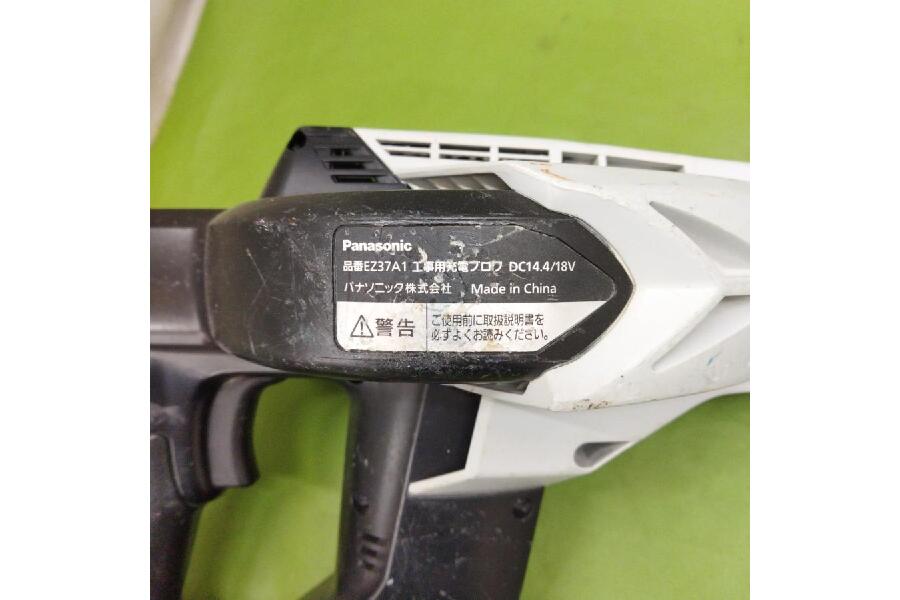 Panasonic
品番EZ37A1 工事用充電ブロワ DC14.4/18V
パナソニック株式会社 Made in China
⚠警告
ご使用前に取扱説明書を
必ずよくお読みください。